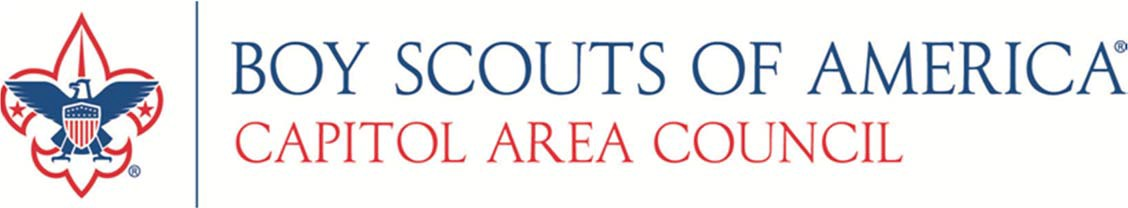 BOY SCOUTS OF AMERICA®
CAPITOL AREA COUNCIL
®